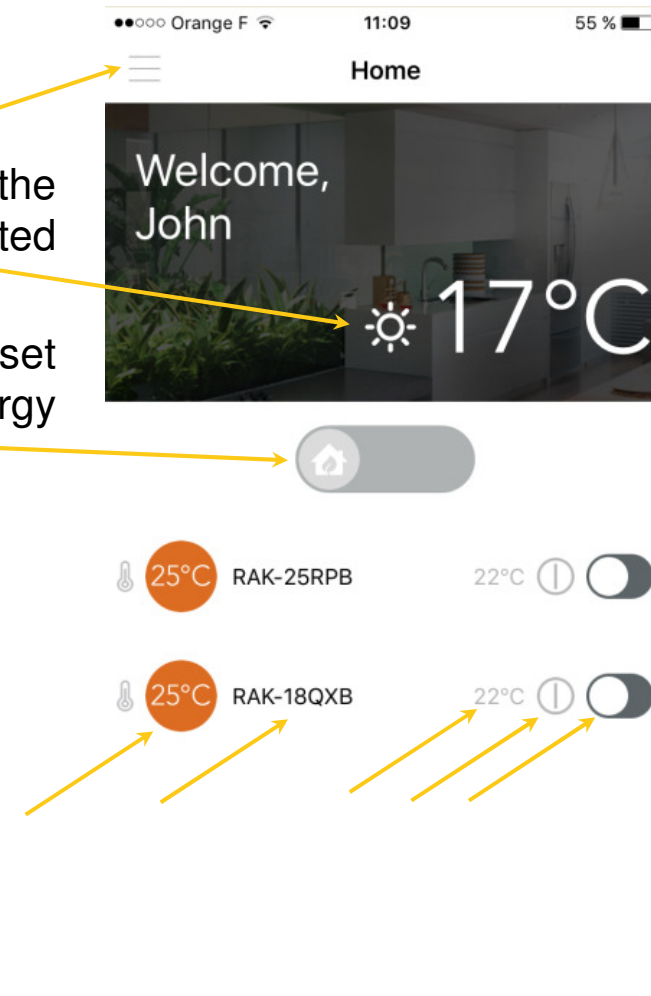 Orange F 11:09 55 %
Home
the
ted
Welcome,
John
17°C
set
rgy
25°C RAK-25RPB 22°C
25°C RAK-18QXB 22°C